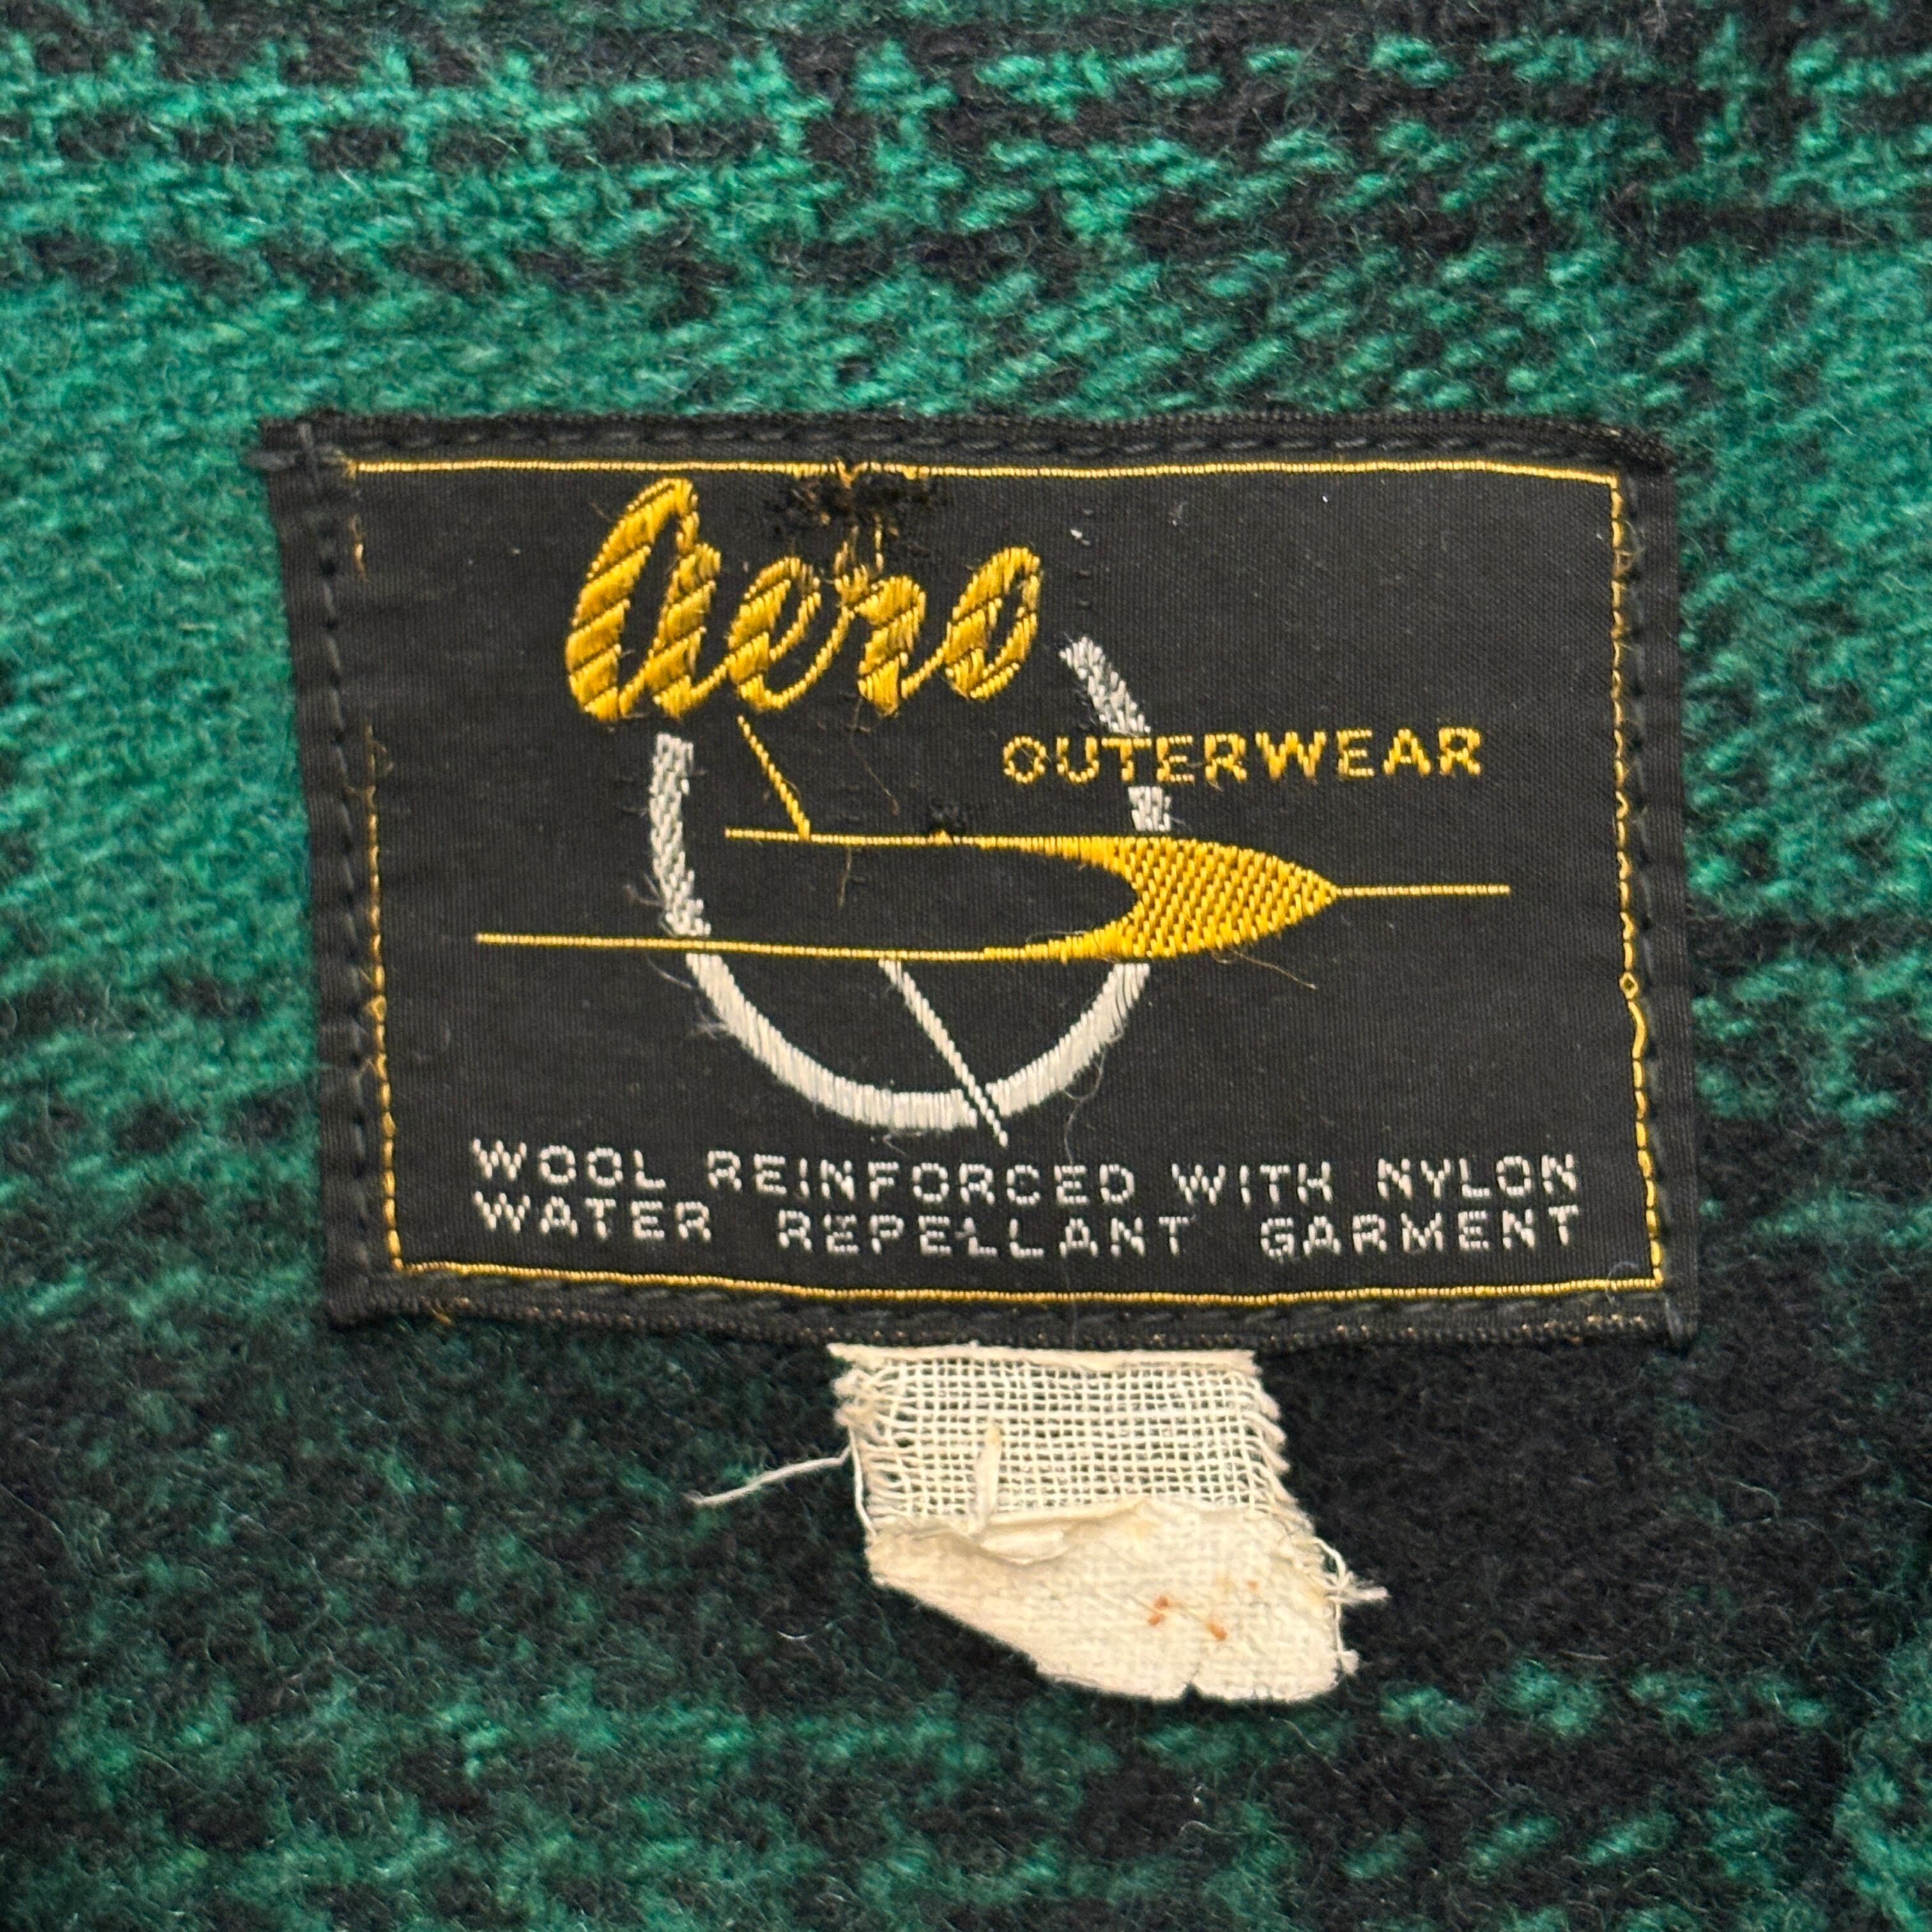 Aero
OUTERWEAR
WOOL REINFORCED WITH NYLON
WATER REPELLANT GARMENT